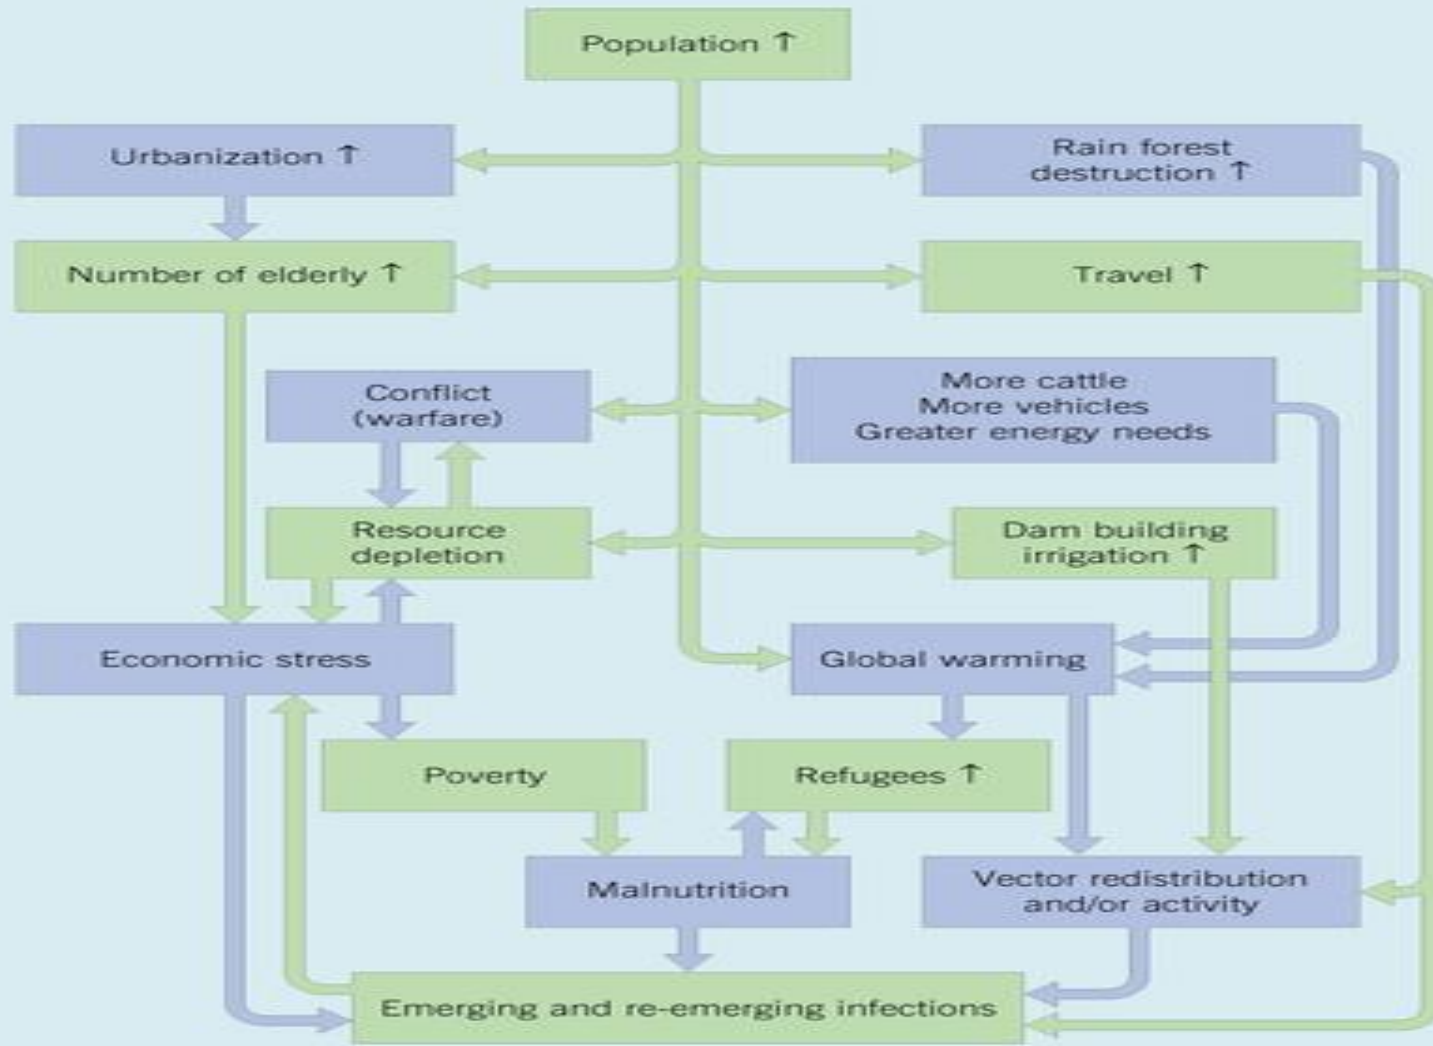 Population ↑
Urbanization ↑
Rain forest
destruction ↑
Number of elderly ↑
Travel ↑
Conflict
(warfare)
More cattle
More vehicles
Greater energy needs
Resource
depletion
Dam building
irrigation ↑
Economic stress
Global warming
Poverty
Refugees ↑
Malnutrition
Vector redistribution
and/or activity
Emerging and re-emerging infections